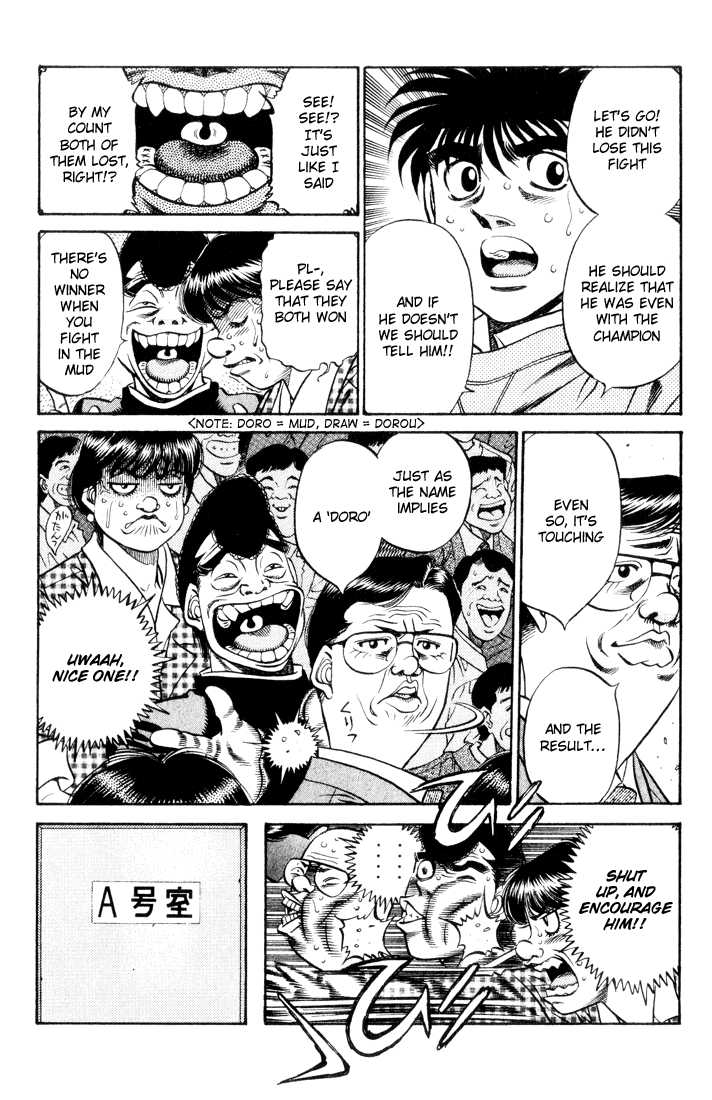 LET'S GO!
HE DIDN'T
LOSE THIS
FIGHT
HE SHOULD
REALIZE THAT
HE WAS EVEN
WITH THE
CHAMPION
AND IF
HE DOESN'T
WE SHOULD
TELL HIM!!
SEE!
SEE!?
IT'S
JUST
LIKE I
SAID
BY MY
COUNT
BOTH OF
THEM LOST,
RIGHT!?
PL-,
PLEASE SAY
THAT THEY
BOTH WON
THERE'S
NO
WINNER
WHEN
YOU
FIGHT
IN THE
MUD
<NOTE: DORO = MUD, DRAW = DOROU>
EVEN
SO, IT'S
TOUCHING
AND THE
RESULT...
JUST AS
THE NAME
IMPLIES
A 'DORO'
UWAAH,
NICE ONE!!
びびっ
SHUT
UP, AND
ENCOURAGE
HIM!!
A号室